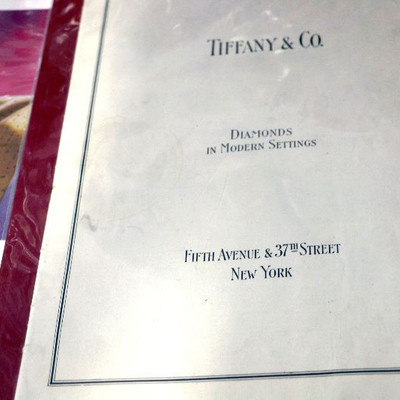 TIFFANY & CO.
DIAMONDS
IN MODERN SETTINGS
FIFTH AVENUE & 37TH STREET
NEW YORK